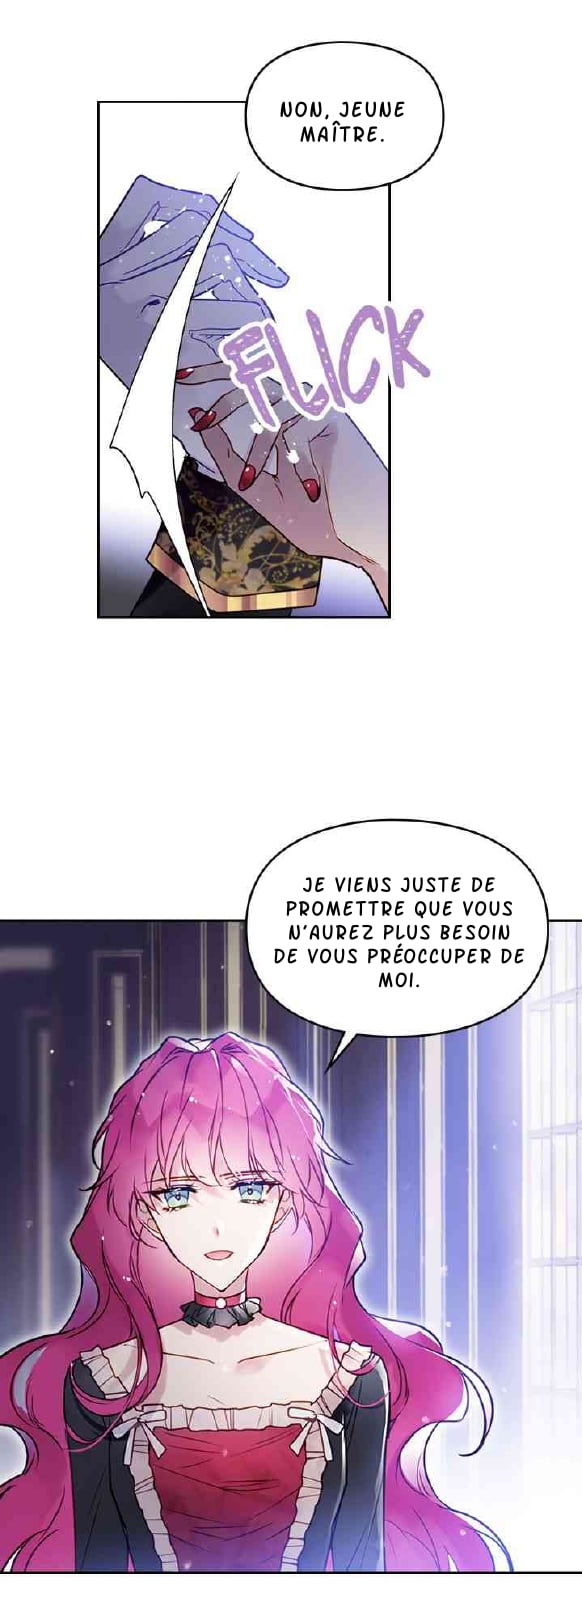 NON, JEUNE
MAÎTRE.
FLICK
JE VIENS JUSTE DE
PROMETTRE QUE VOUS
N'AUREZ PLUS BESOIN
DE VOUS PRÉOCCUPER DE
MOI.